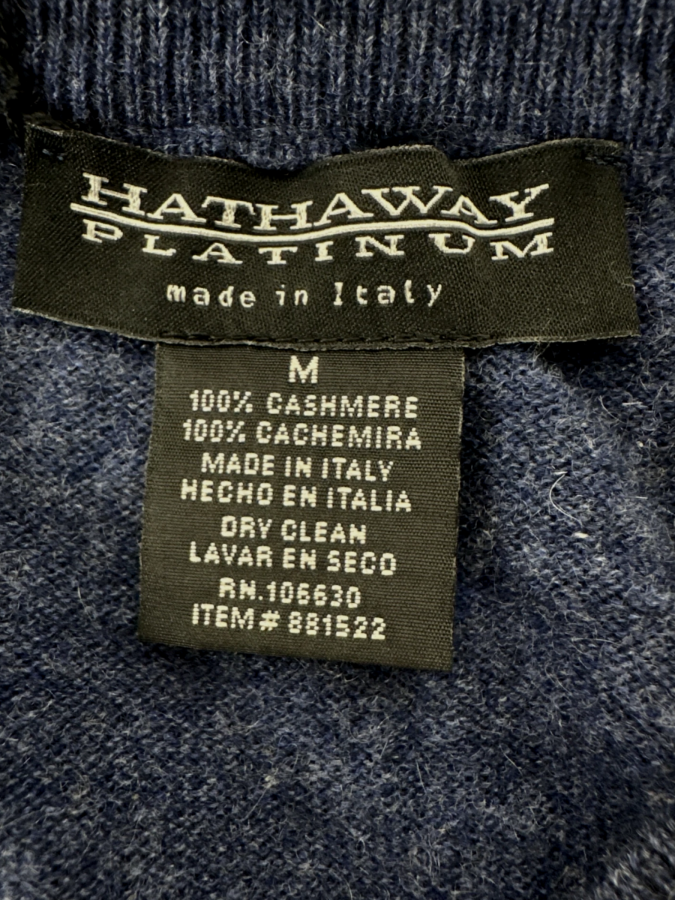 HATHAWAY
PLATINUM
made in Italy
M
100% CASHMERE
100% CACHEMIRA
MADE IN ITALY
HECHO EN ITALIA
DRY CLEAN
LAVAR EN SECO
RN.106630
ITEM# 881522